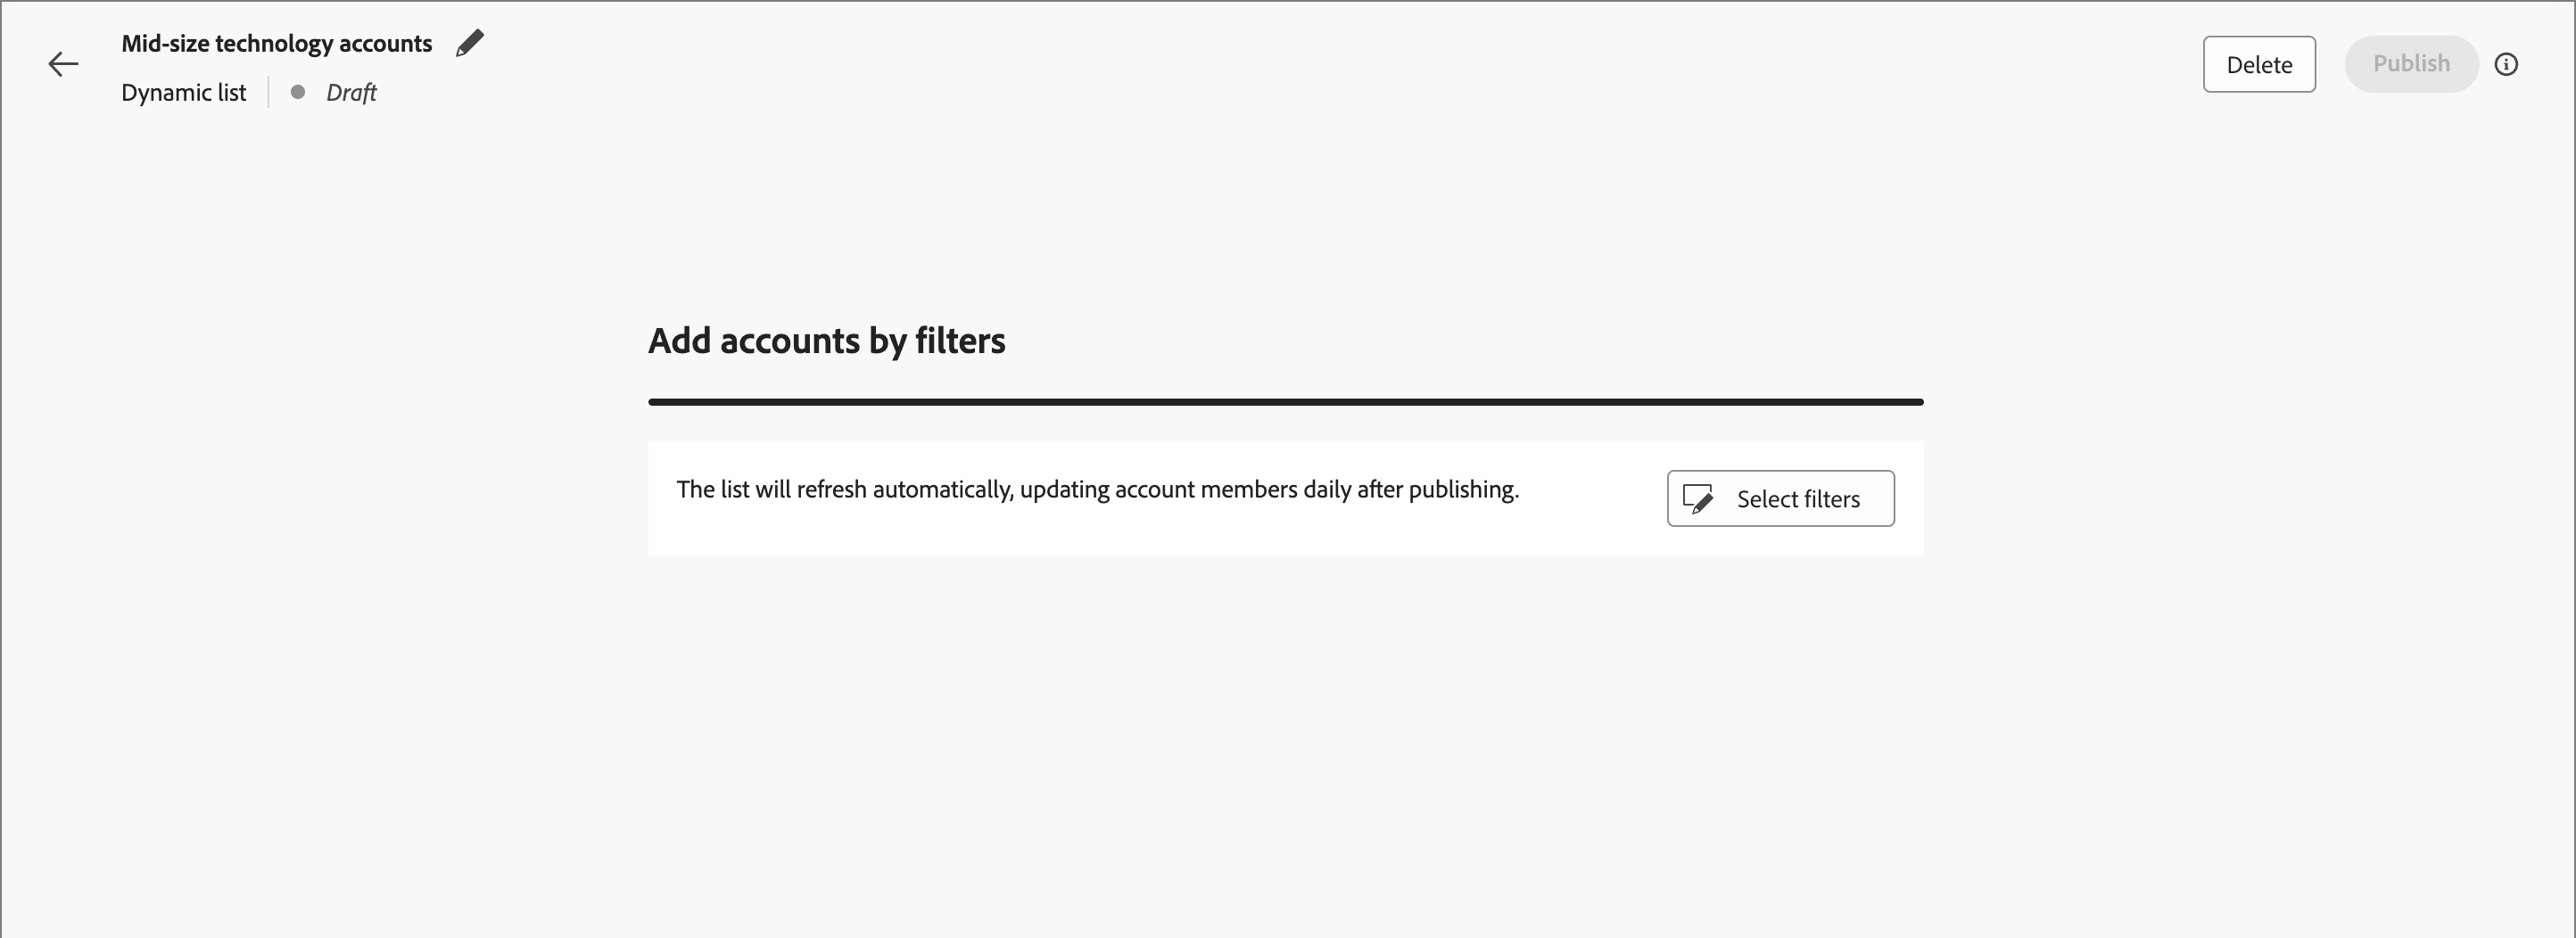 Mid-size technology accounts
Dynamic list
Draft
Delete
Publish
Add accounts by filters
The list will refresh automatically, updating account members daily after publishing.
Select filters